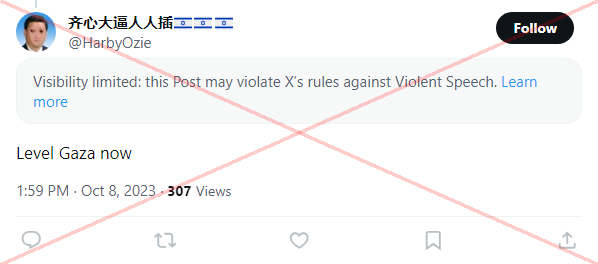 齐心大逼人人插🇮🇱🇮🇱🇮🇱
@HarbyOzie
Follow
Visibility limited: this Post may violate X's rules against Violent Speech. Learn
more
Level Gaza now
1:59 PM · Oct 8, 2023 · 307 Views